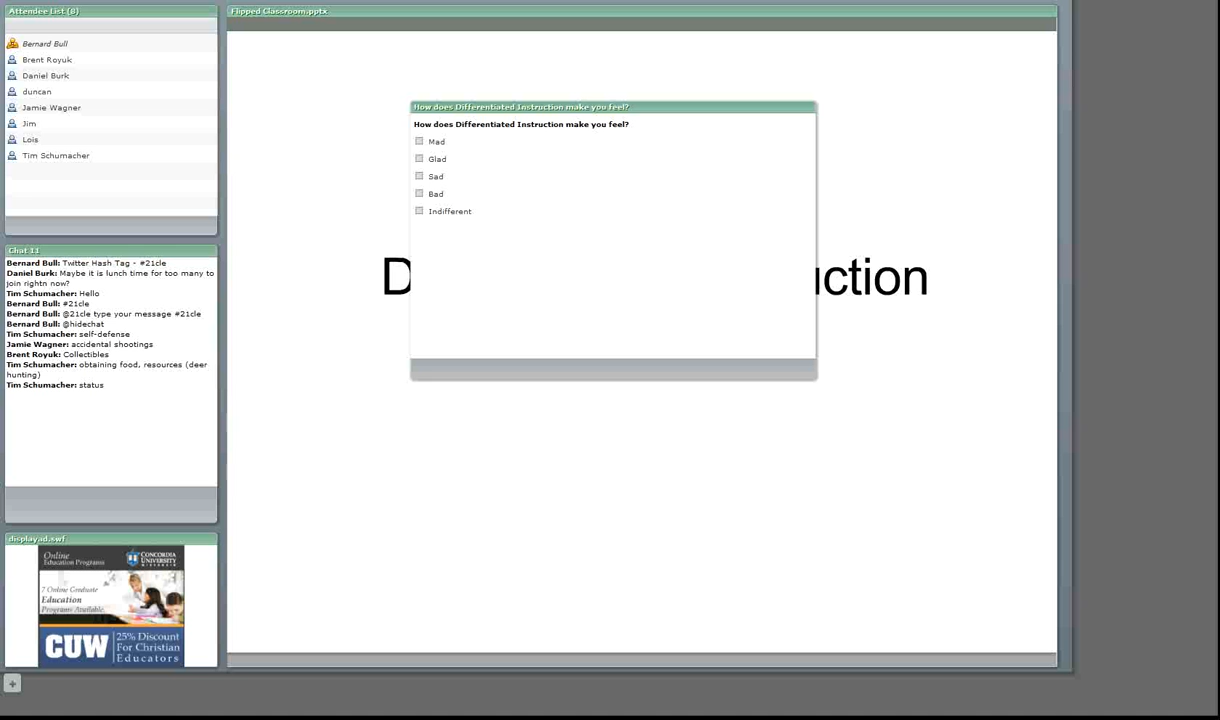 Attendee List (8)
Bernard Bull
Brent Royuk
Daniel Burk
duncan
Jamie Wagner
Jim
Lois
Tim Schumacher
Chat 11
Bernard Bull: Twitter Hash Tag - #21cle
Daniel Burk: Maybe it is lunch time for too many to
join rightn now?
Tim Schumacher: Hello
Bernard Bull: #21cle
Bernard Bull: @21cle type your message #21cle
Bernard Bull: @hidechat
Tim Schumacher: self-defense
Jamie Wagner: accidental shootings
Brent Royuk: Collectibles
Tim Schumacher: obtaining food, resources (deer
hunting)
Tim Schumacher: status
displayad.swf
Online
Education Programs
CONCORDIA
UNIVERSITY
WISCONSIN
7 Online Graduate
Education
Programs Available.
CUW
25% Discount
For Christian
Educators
Flipped Classroom.pptx
How does Differentiated Instruction make you feel?
How does Differentiated Instruction make you feel?
Mad
Glad
Sad
Bad
Indifferent
D uction